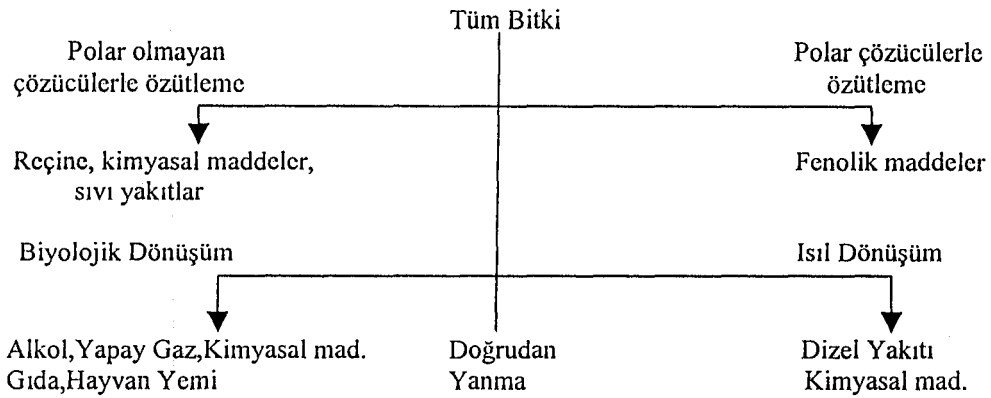 Tüm Bitki
Polar olmayan
çözücülerle özütleme
Polar çözücülerle
özütleme
Reçine, kimyasal maddeler,
sıvı yakıtlar
Fenolik maddeler
Biyolojik Dönüşüm
Isıl Dönüşüm
Alkol,Yapay Gaz,Kimyasal mad.
Gıda,Hayvan Yemi
Doğrudan
Yanma
Dizel Yakıtı
Kimyasal mad.